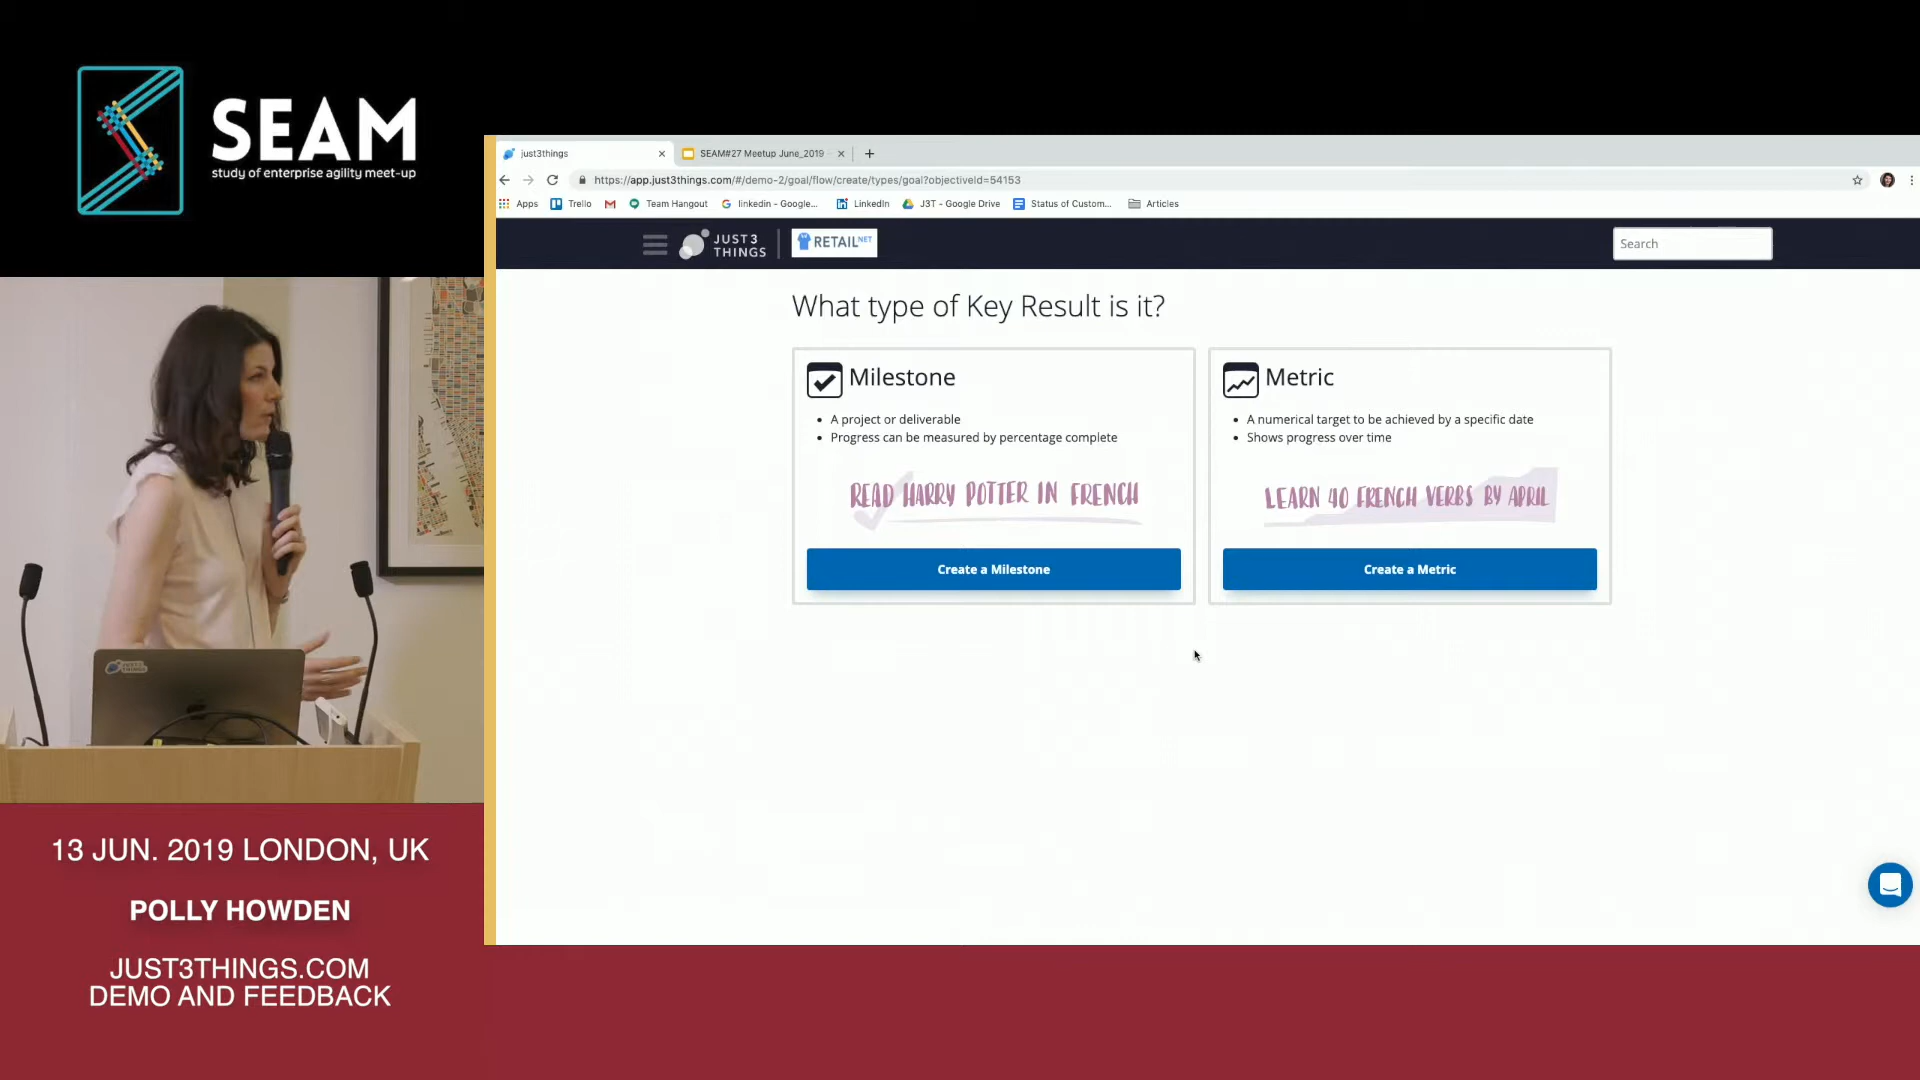 SEAM
study of enterprise agility meet-up
just3things
SEAM#27 Meetup June_2019
https://app.just3things.com/#/demo-2/goal/flow/create/types/goal?objectiveId=54153
Apps
Trello
Team Hangout
linkedin - Google...
LinkedIn
J3T - Google Drive
Status of Custom...
Articles
JUST3
THINGS
RETAILNET
Search
What type of Key Result is it?
Milestone
A project or deliverable
Progress can be measured by percentage complete
READ HARRY POTTER IN FRENCH
Create a Milestone
Metric
A numerical target to be achieved by a specific date
Shows progress over time
LEARN 40 FRENCH VERBS BY APRIL
Create a Metric
JUST3
THINGS
13 JUN. 2019 LONDON, UK
POLLY HOWDEN
JUST3THINGS.COM
DEMO AND FEEDBACK